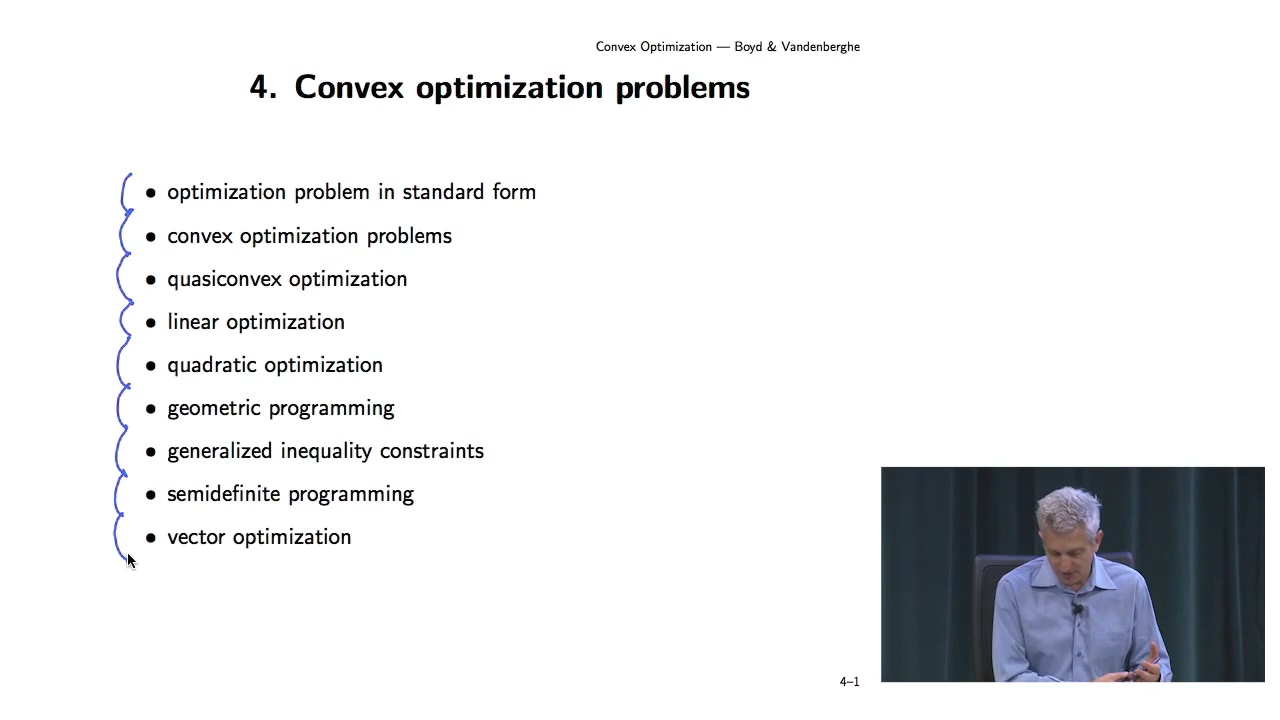 Convex Optimization — Boyd & Vandenberghe
4. Convex optimization problems
• optimization problem in standard form
• convex optimization problems
• quasiconvex optimization
• linear optimization
• quadratic optimization
• geometric programming
• generalized inequality constraints
• semidefinite programming
• vector optimization
4–1